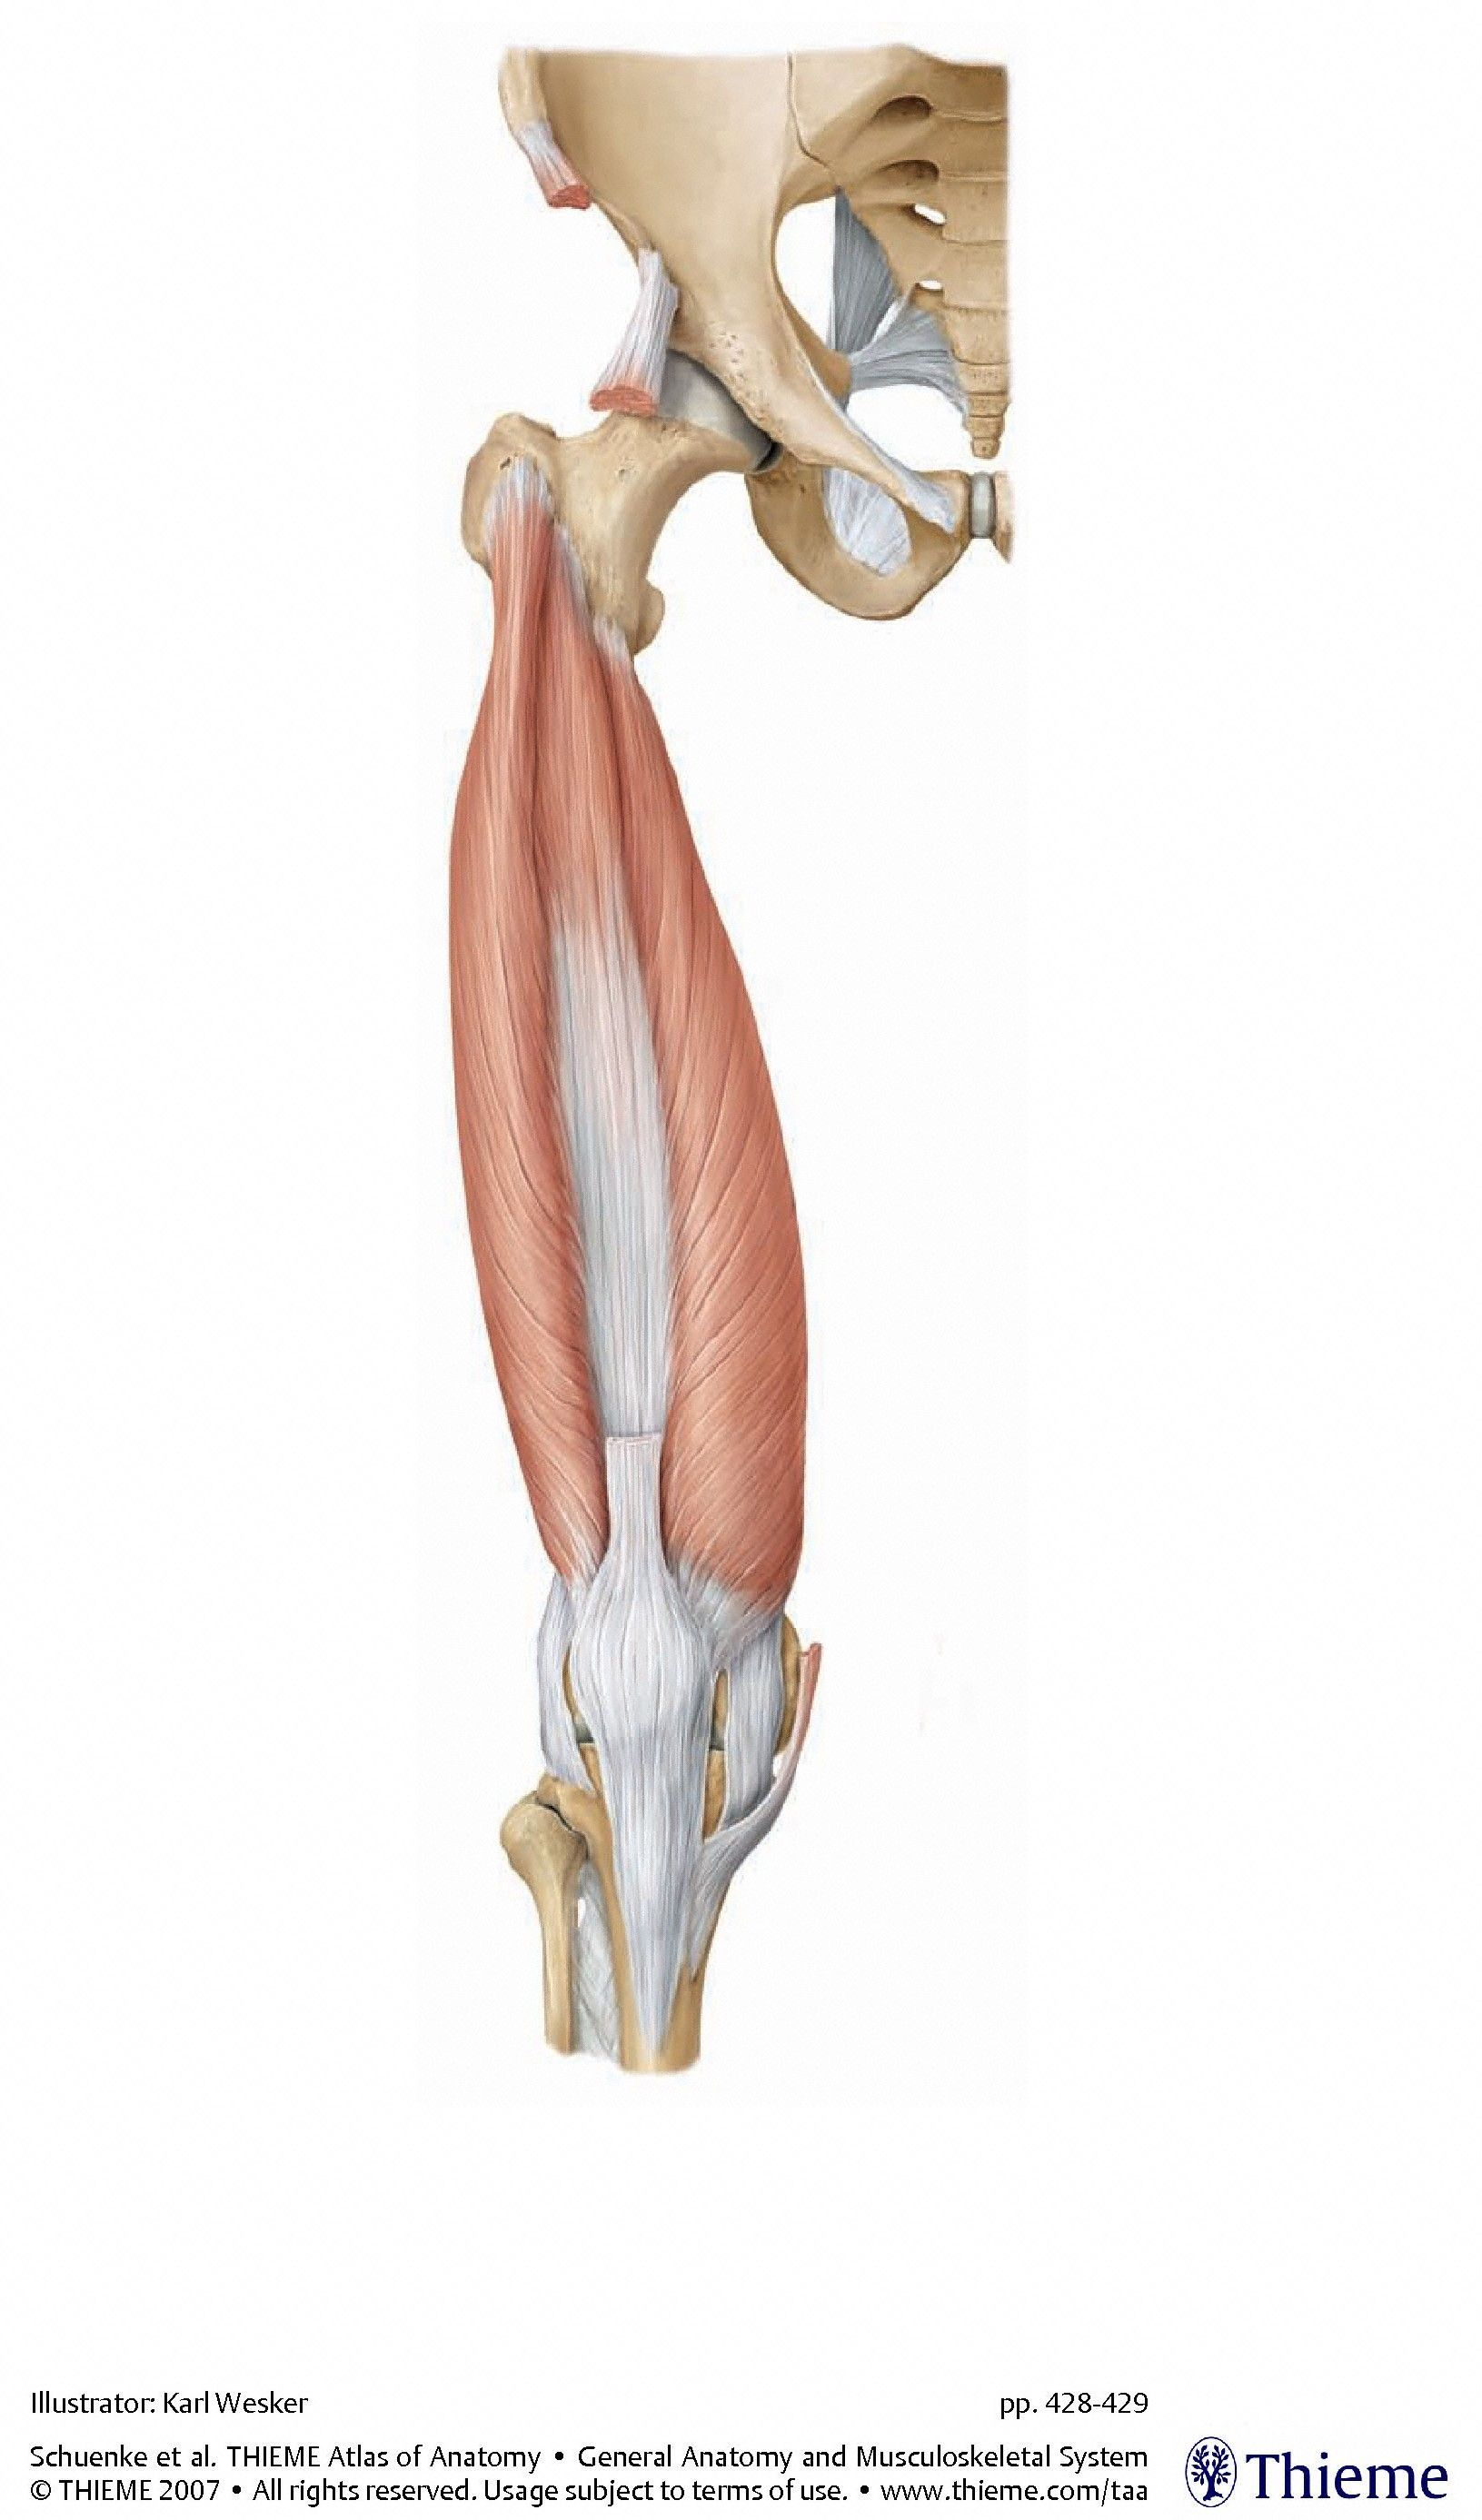 Illustrator: Karl Wesker pp. 428-429
Schuenke et al. THIEME Atlas of Anatomy • General Anatomy and Musculoskeletal System
© THIEME 2007 • All rights reserved. Usage subject to terms of use. • www.thieme.com/taa
Thieme